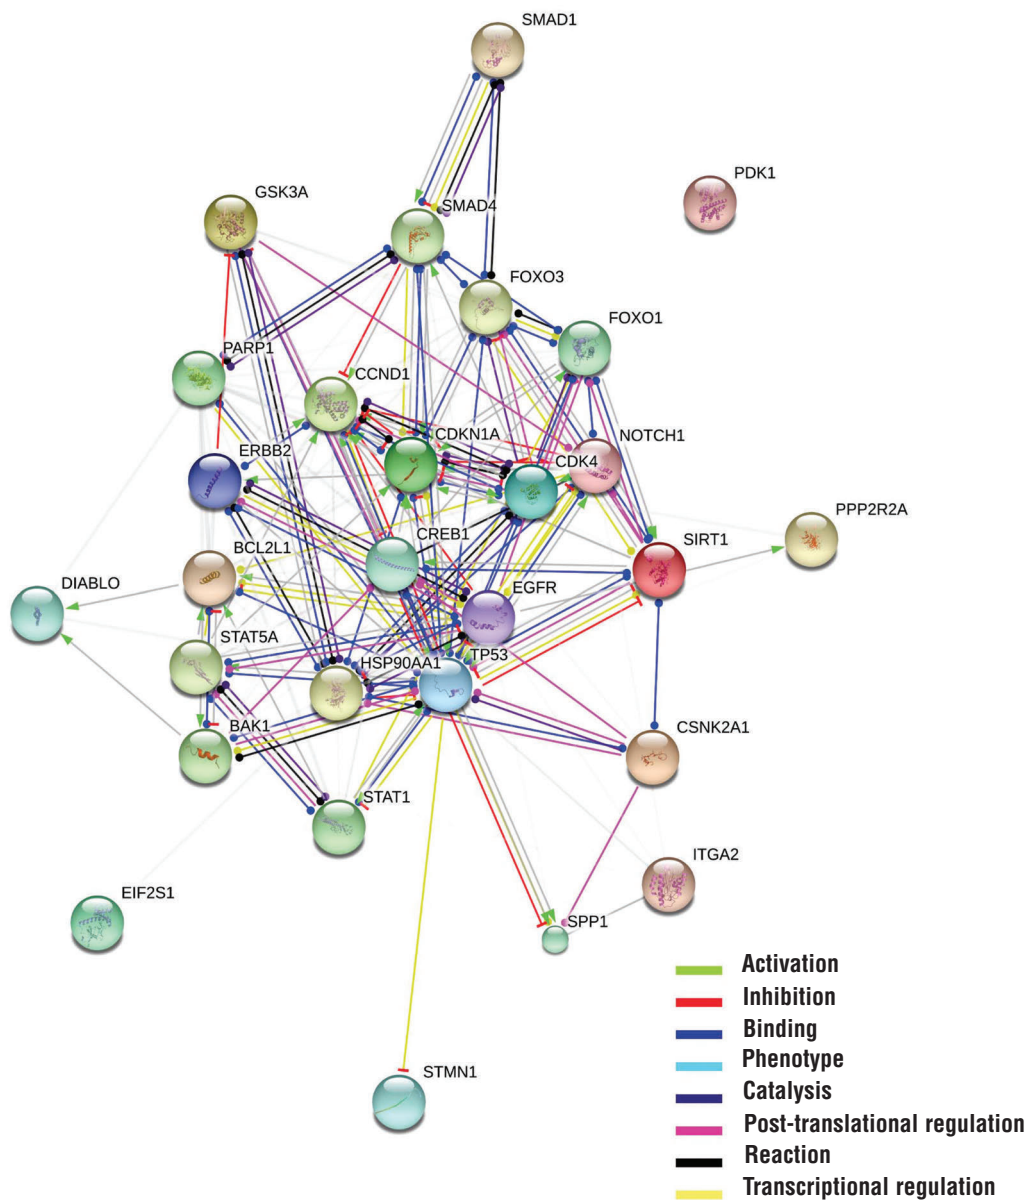 SMAD1
PDK1
GSK3A
SMAD4
FOXO3
FOXO1
PARP1
CCND1
CDKN1A
NOTCH1
ERBB2
CDK4
PPP2R2A
CREB1
SIRT1
BCL2L1
DIABLO
EGFR
STAT5A
TP53
HSP90AA1
BAK1
CSNK2A1
STAT1
ITGA2
EIF2S1
SPP1
STMN1
Activation
Inhibition
Binding
Phenotype
Catalysis
Post-translational regulation
Reaction
Transcriptional regulation